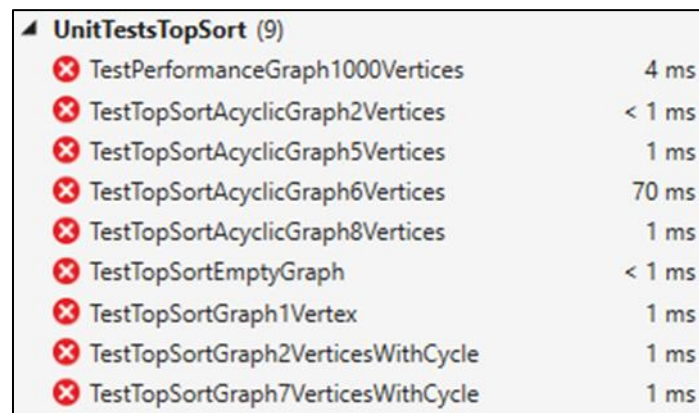 UnitTestsTopSort (9)
TestPerformanceGraph1000Vertices 4 ms
TestTopSortAcyclicGraph2Vertices < 1 ms
TestTopSortAcyclicGraph5Vertices 1 ms
TestTopSortAcyclicGraph6Vertices 70 ms
TestTopSortAcyclicGraph8Vertices 1 ms
TestTopSortEmptyGraph < 1 ms
TestTopSortGraph1Vertex 1 ms
TestTopSortGraph2VerticesWithCycle 1 ms
TestTopSortGraph7VerticesWithCycle 1 ms